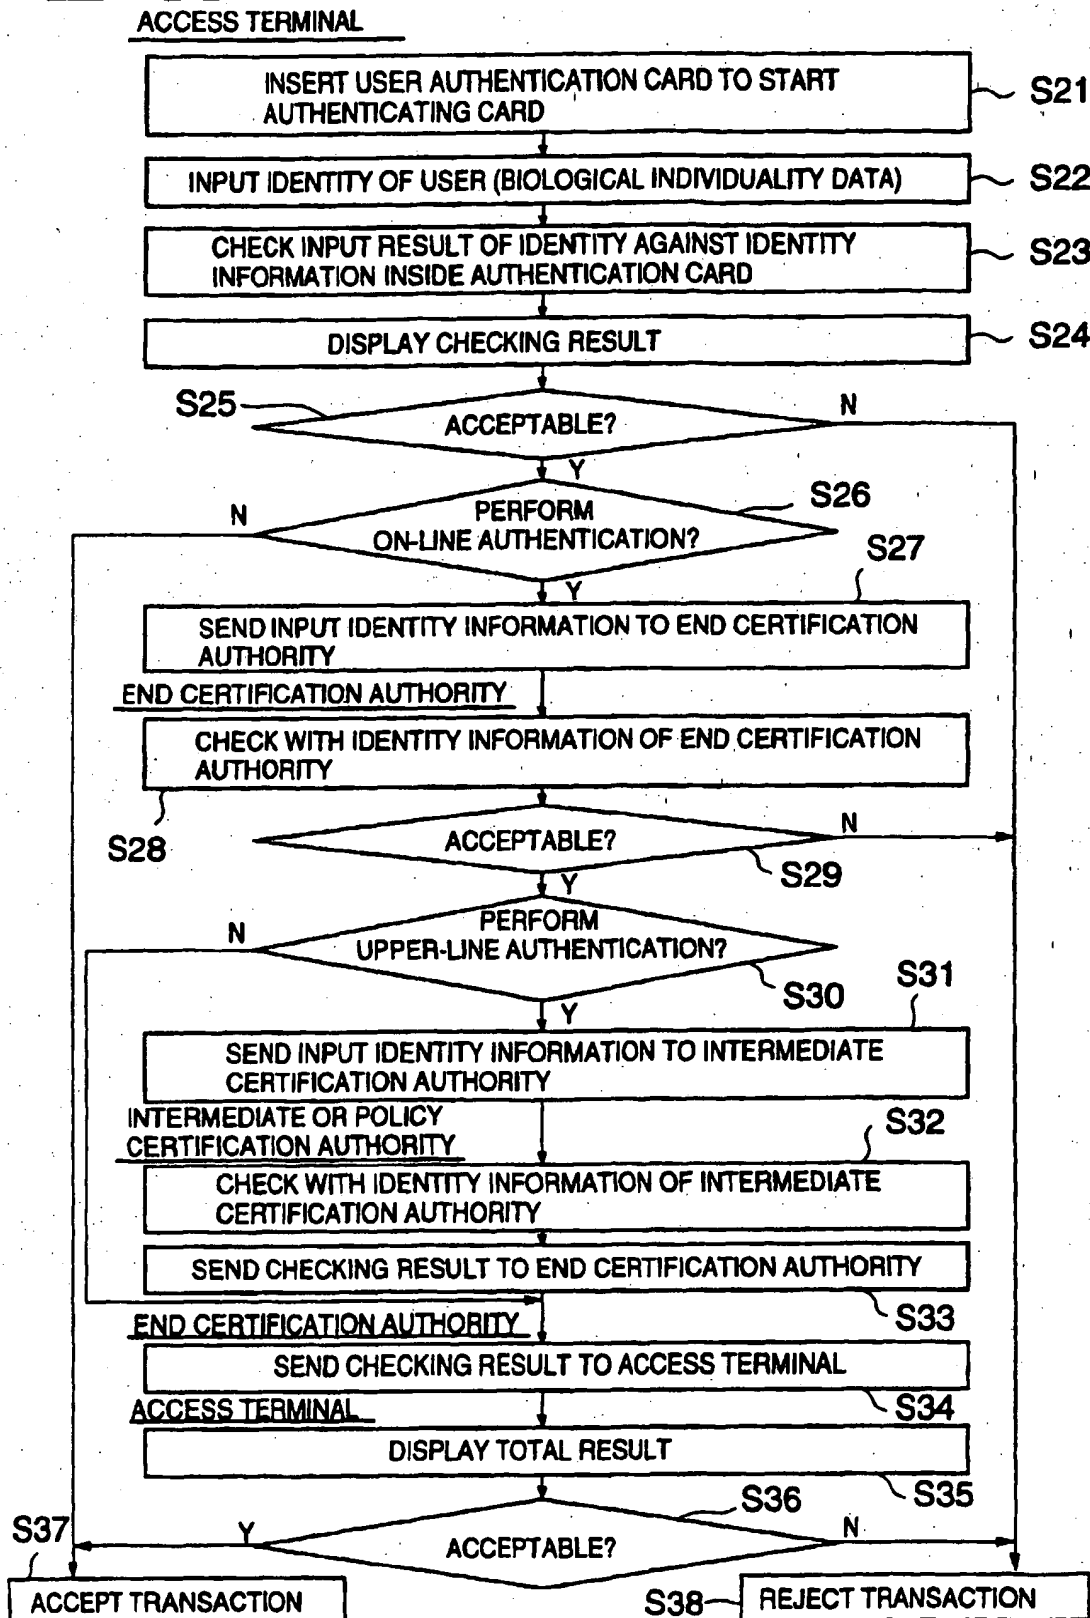 ACCESS TERMINAL
INSERT USER AUTHENTICATION CARD TO START
AUTHENTICATING CARD
S21
INPUT IDENTITY OF USER (BIOLOGICAL INDIVIDUALITY DATA)
S22
CHECK INPUT RESULT OF IDENTITY AGAINST IDENTITY
INFORMATION INSIDE AUTHENTICATION CARD
S23
DISPLAY CHECKING RESULT
S24
S25
ACCEPTABLE?
N
Y
S26
N
PERFORM
ON-LINE AUTHENTICATION?
Y
S27
SEND INPUT IDENTITY INFORMATION TO END CERTIFICATION
AUTHORITY
END CERTIFICATION AUTHORITY
CHECK WITH IDENTITY INFORMATION OF END CERTIFICATION
AUTHORITY
S28
ACCEPTABLE?
N
S29
Y
N
PERFORM
UPPER-LINE AUTHENTICATION?
S30
Y
S31
SEND INPUT IDENTITY INFORMATION TO INTERMEDIATE
CERTIFICATION AUTHORITY
INTERMEDIATE OR POLICY
CERTIFICATION AUTHORITY
S32
CHECK WITH IDENTITY INFORMATION OF INTERMEDIATE
CERTIFICATION AUTHORITY
SEND CHECKING RESULT TO END CERTIFICATION AUTHORITY
S33
END CERTIFICATION AUTHORITY
SEND CHECKING RESULT TO ACCESS TERMINAL
S34
ACCESS TERMINAL
DISPLAY TOTAL RESULT
S35
S36
S37
Y
ACCEPTABLE?
N
ACCEPT TRANSACTION
S38
REJECT TRANSACTION